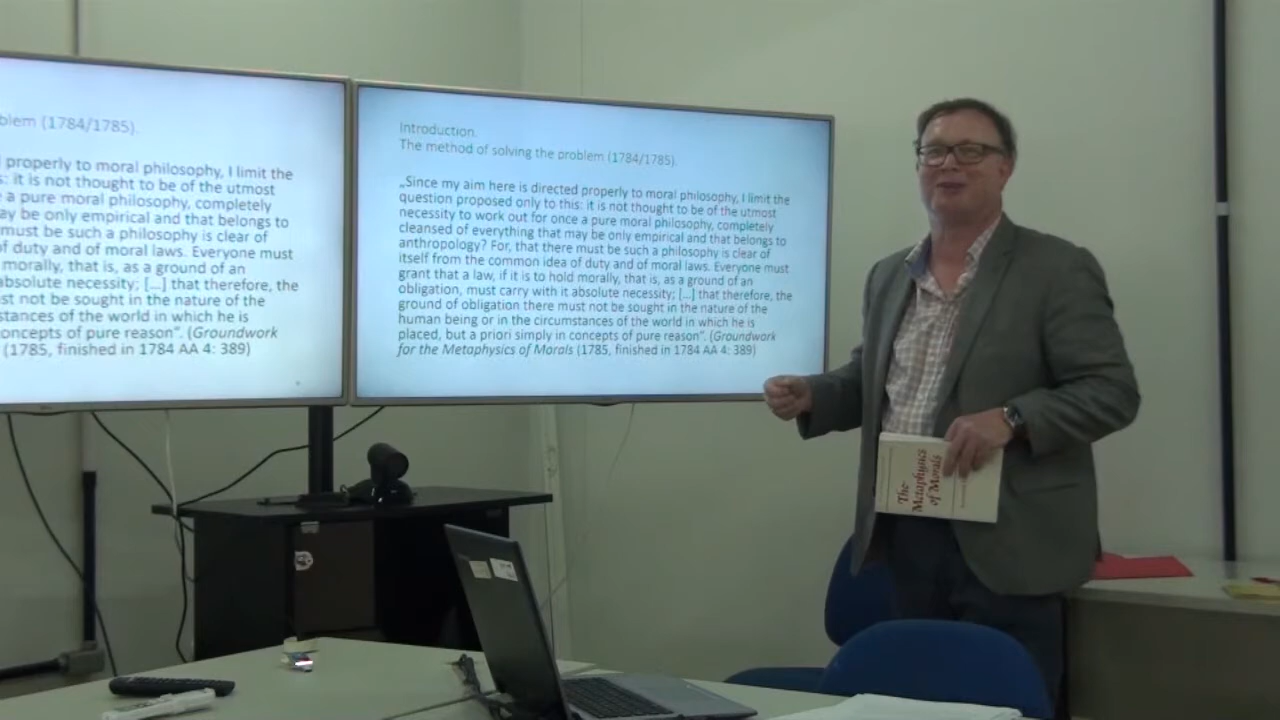 blem (1784/1785).
properly to moral philosophy, I limit the
s: it is not thought to be of the utmost
e a pure moral philosophy, completely
ay be only empirical and that belongs to
must be such a philosophy is clear of
of duty and of moral laws. Everyone must
morally, that is, as a ground of an
absolute necessity; […] that therefore, the
st not be sought in the nature of the
stances of the world in which he is
oncepts of pure reason". (Groundwork
(1785, finished in 1784 AA 4: 389)
Introduction.
The method of solving the problem (1784/1785).
„Since my aim here is directed properly to moral philosophy, I limit the
question proposed only to this: it is not thought to be of the utmost
necessity to work out for once a pure moral philosophy, completely
cleansed of everything that may be only empirical and that belongs to
anthropology? For, that there must be such a philosophy is clear of
itself from the common idea of duty and of moral laws. Everyone must
grant that a law, if it is to hold morally, that is, as a ground of an
obligation, must carry with it absolute necessity; […] that therefore, the
ground of obligation there must not be sought in the nature of the
human being or in the circumstances of the world in which he is
placed, but a priori simply in concepts of pure reason". (Groundwork
for the Metaphysics of Morals (1785, finished in 1784 AA 4: 389)
The
Metaphysics
of Morals